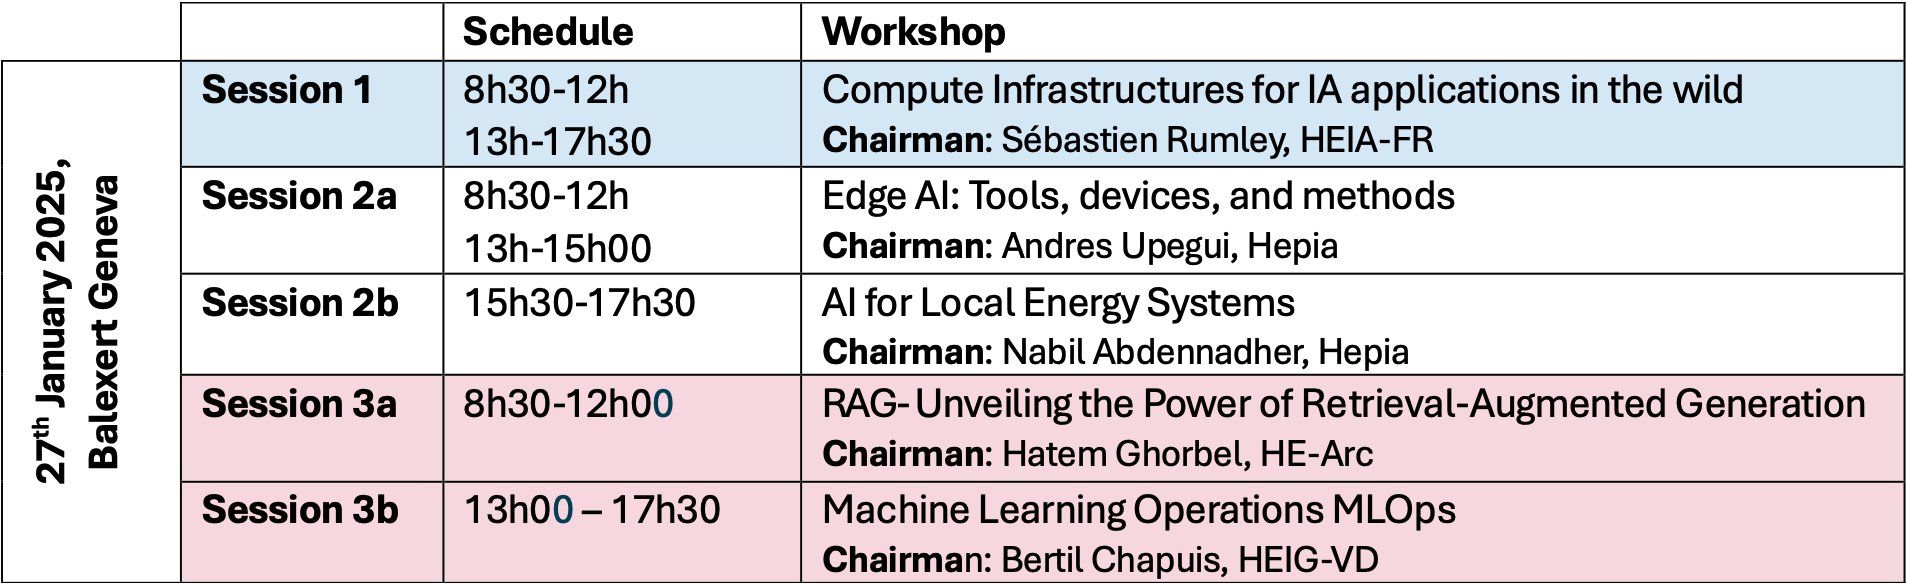 Schedule Workshop
27th January 2025,
Balexert Geneva
Session 1 8h30-12h Compute Infrastructures for IA applications in the wild
13h-17h30 Chairman: Sébastien Rumley, HEIA-FR
Session 2a 8h30-12h Edge AI: Tools, devices, and methods
13h-15h00 Chairman: Andres Upegui, Hepia
Session 2b 15h30-17h30 AI for Local Energy Systems
Chairman: Nabil Abdennadher, Hepia
Session 3a 8h30-12h00 RAG-Unveiling the Power of Retrieval-Augmented Generation
Chairman: Hatem Ghorbel, HE-Arc
Session 3b 13h00 – 17h30 Machine Learning Operations MLOps
Chairman: Bertil Chapuis, HEIG-VD